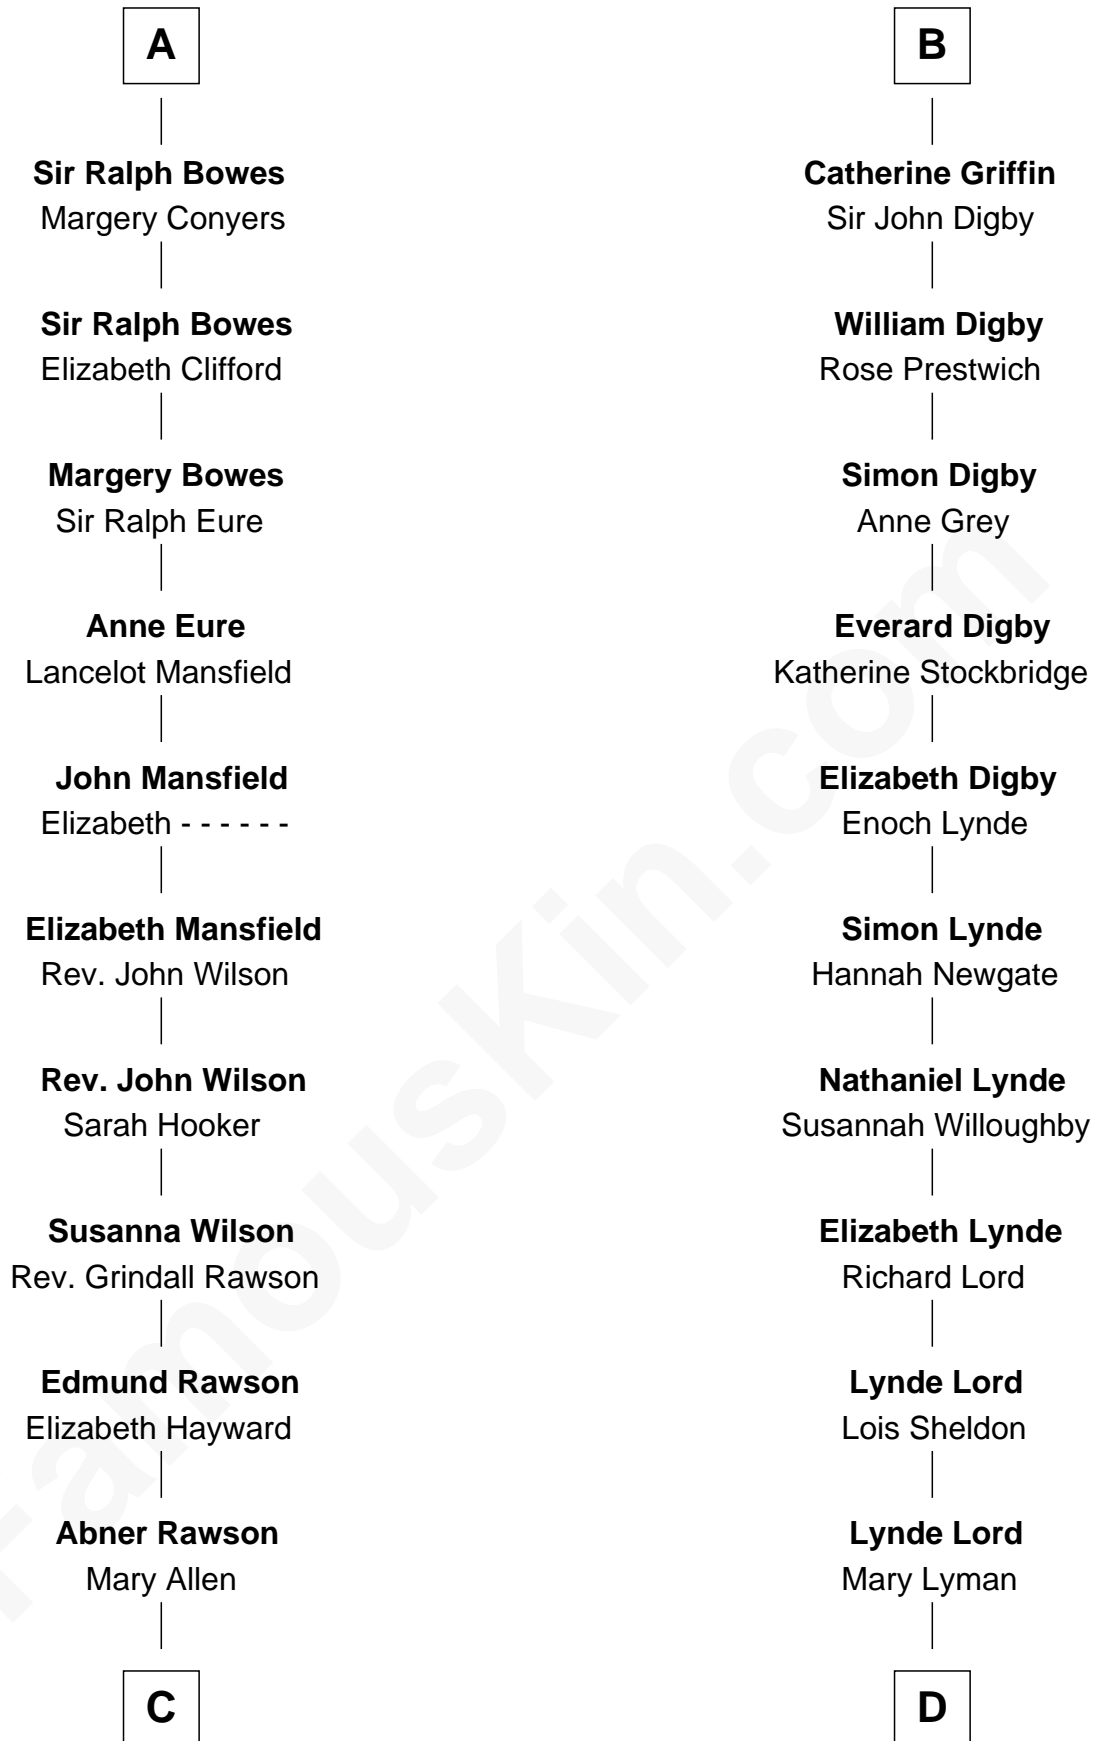 A
Sir Ralph Bowes
Margery Conyers
Sir Ralph Bowes
Elizabeth Clifford
Margery Bowes
Sir Ralph Eure
Anne Eure
Lancelot Mansfield
John Mansfield
Elizabeth - - - - - -
Elizabeth Mansfield
Rev. John Wilson
Rev. John Wilson
Sarah Hooker
Susanna Wilson
Rev. Grindall Rawson
Edmund Rawson
Elizabeth Hayward
Abner Rawson
Mary Allen
C
B
Catherine Griffin
Sir John Digby
William Digby
Rose Prestwich
Simon Digby
Anne Grey
Everard Digby
Katherine Stockbridge
Elizabeth Digby
Enoch Lynde
Simon Lynde
Hannah Newgate
Nathaniel Lynde
Susannah Willoughby
Elizabeth Lynde
Richard Lord
Lynde Lord
Lois Sheldon
Lynde Lord
Mary Lyman
D
FamousKin.com